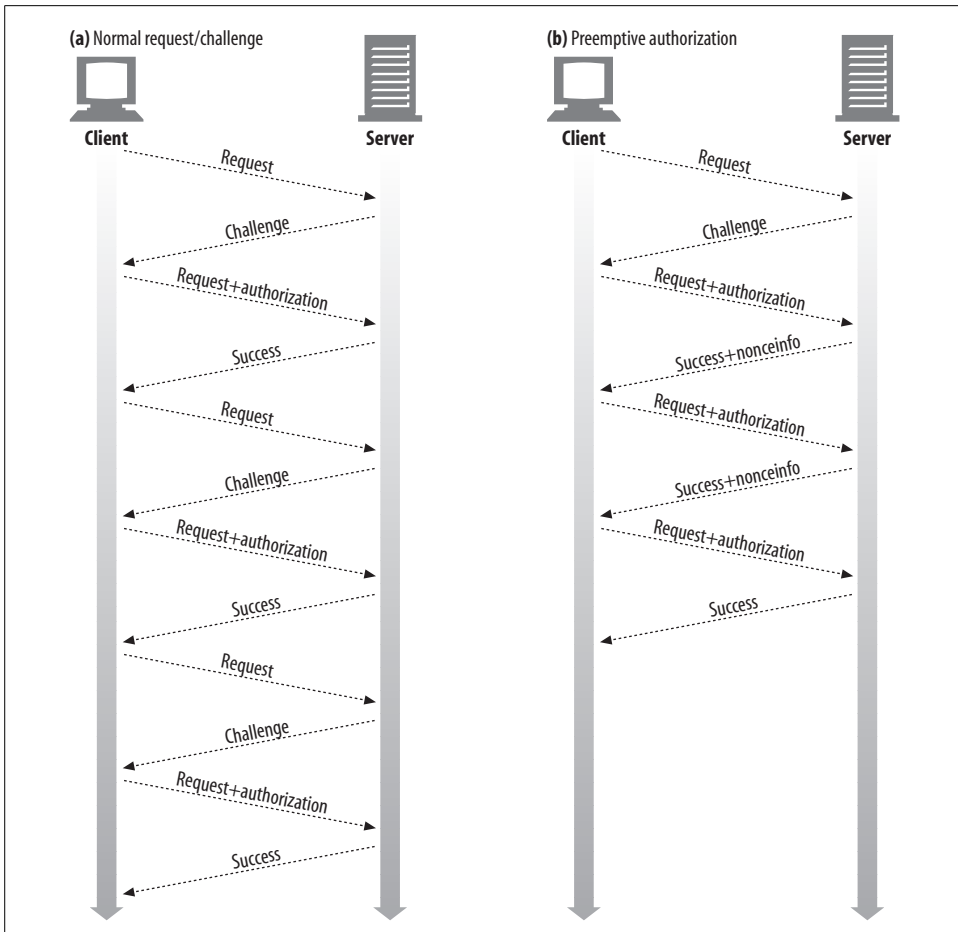 (a) Normal request/challenge
Client
Server
Request
Challenge
Request+authorization
Success
Request
Challenge
Request+authorization
Success
Request
Challenge
Request+authorization
Success
(b) Preemptive authorization
Client
Server
Request
Challenge
Request+authorization
Success+nonceinfo
Request+authorization
Success+nonceinfo
Request+authorization
Success